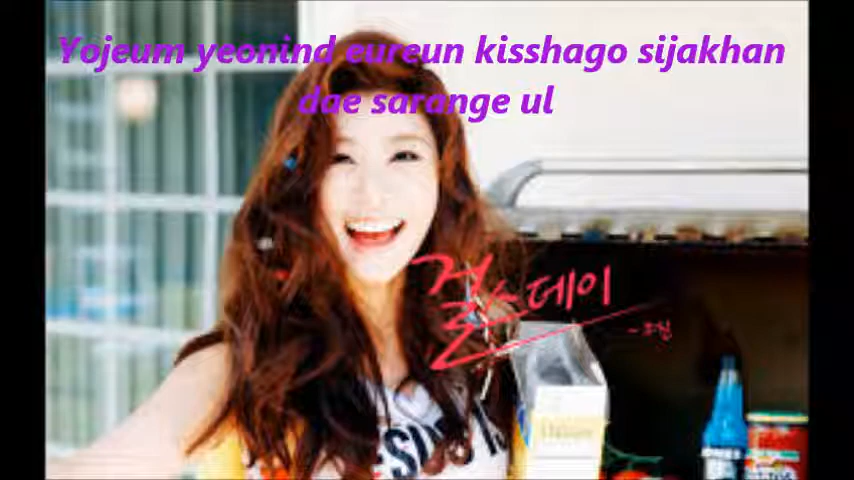 Yojeum yeonind eureun kisshago sijakhan
dae sarange ul
걸스데이